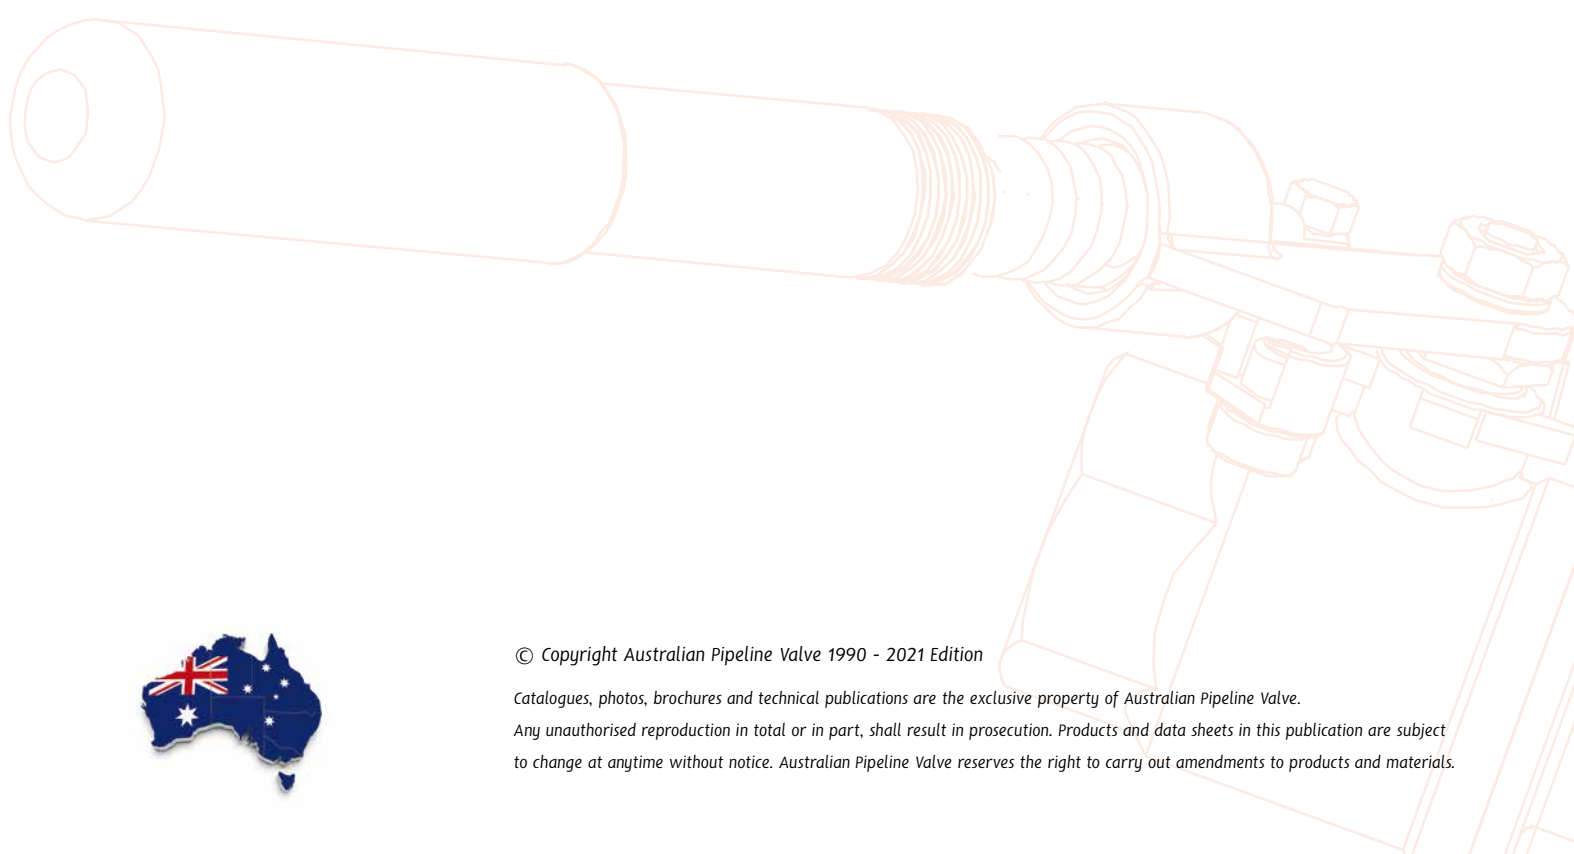 © Copyright Australian Pipeline Valve 1990 - 2021 Edition
Catalogues, photos, brochures and technical publications are the exclusive property of Australian Pipeline Valve.
Any unauthorised reproduction in total or in part, shall result in prosecution. Products and data sheets in this publication are subject
to change at anytime without notice. Australian Pipeline Valve reserves the right to carry out amendments to products and materials.